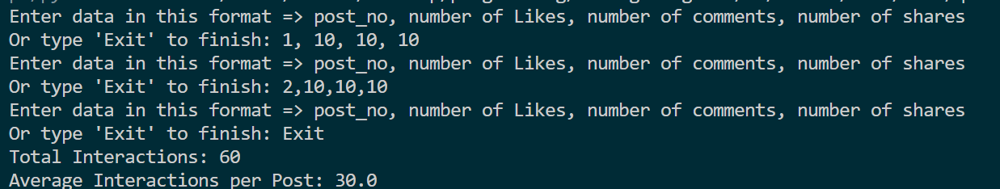 Enter data in this format => post_no, number of Likes, number of comments, number of shares
Or type 'Exit' to finish: 1, 10, 10, 10
Enter data in this format => post_no, number of Likes, number of comments, number of shares
Or type 'Exit' to finish: 2,10,10,10
Enter data in this format => post_no, number of Likes, number of comments, number of shares
Or type 'Exit' to finish: Exit
Total Interactions: 60
Average Interactions per Post: 30.0